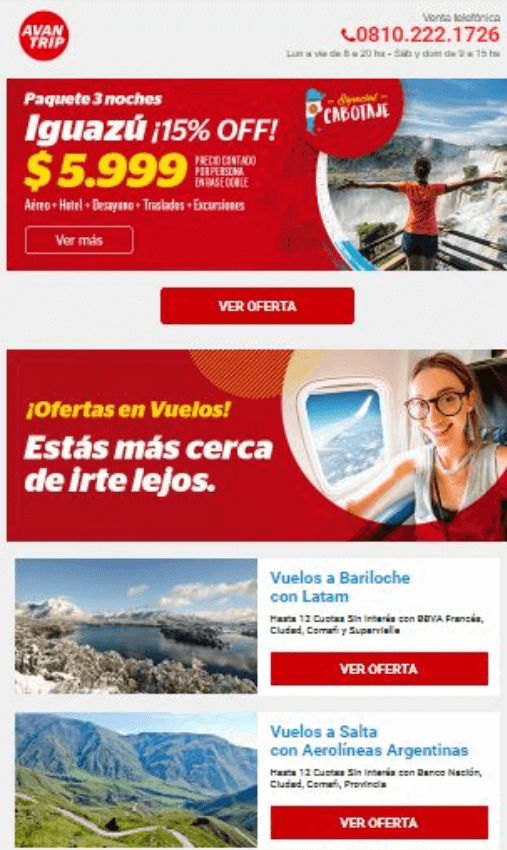 AVAN
TRIP
Venta telefónica
0810.222.1726
Lun a vie de 8 a 20 hs - Sáb y dom de 9 a 15 hs
Paquete 3 noches
Iguazú ¡15% OFF!
$5.999
PRECIO CONTADO
POR PERSONA
EN BASE DOBLE
Aéreo + Hotel + Desayuno + Traslados + Excursiones
Ver más
Especial
CABOTAJE
VER OFERTA
¡Ofertas en Vuelos!
Estás más cerca
de irte lejos.
Vuelos a Bariloche
con Latam
Hasta 12 Cuotas Sin Interés con BBVA Francés,
Ciudad, Comafi y Supervielle
VER OFERTA
Vuelos a Salta
con Aerolíneas Argentinas
Hasta 12 Cuotas Sin Interés con Banco Nación,
Ciudad, Comafi, Provincia
VER OFERTA